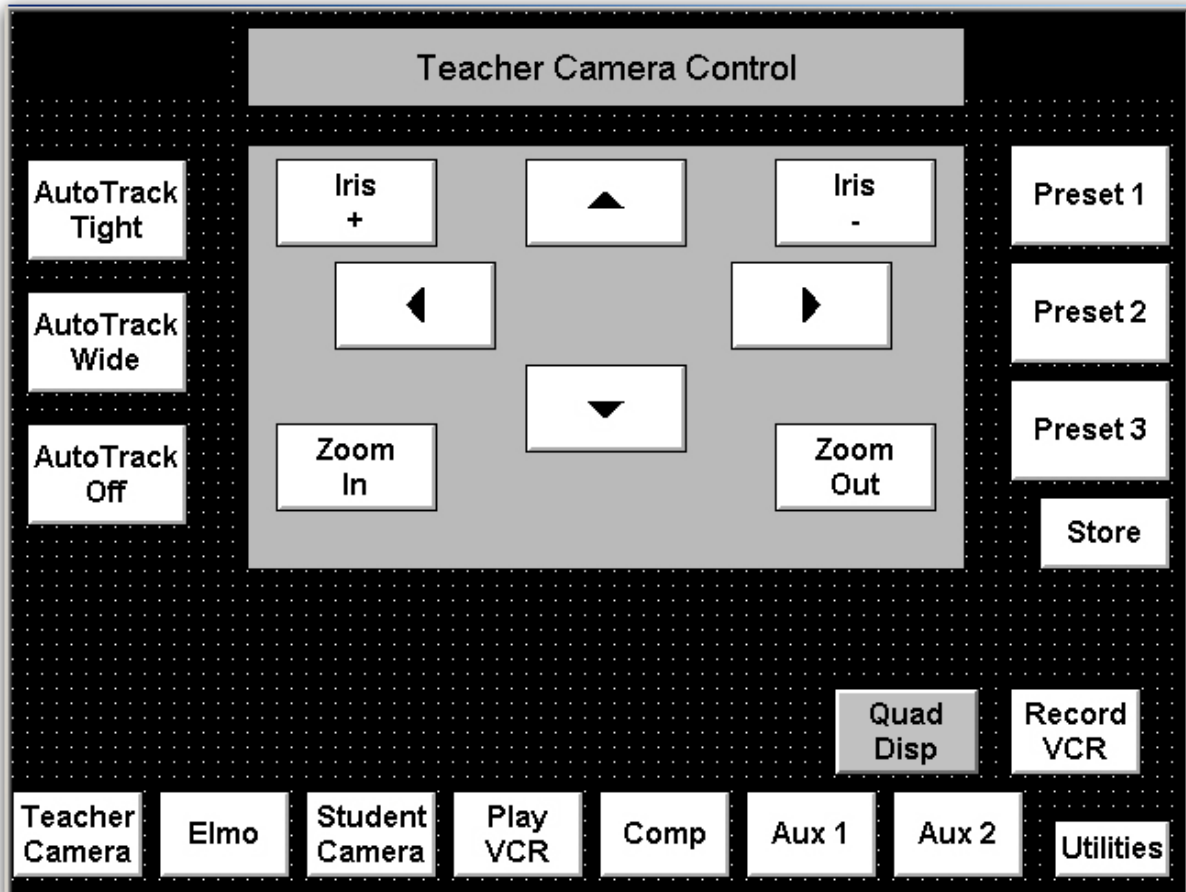 Teacher Camera Control
AutoTrack
Tight
Iris
+
Iris
-
Preset 1
AutoTrack
Wide
Preset 2
AutoTrack
Off
Zoom
In
Zoom
Out
Preset 3
Store
Quad
Disp
Record
VCR
Teacher
Camera
Elmo
Student
Camera
Play
VCR
Comp
Aux 1
Aux 2
Utilities